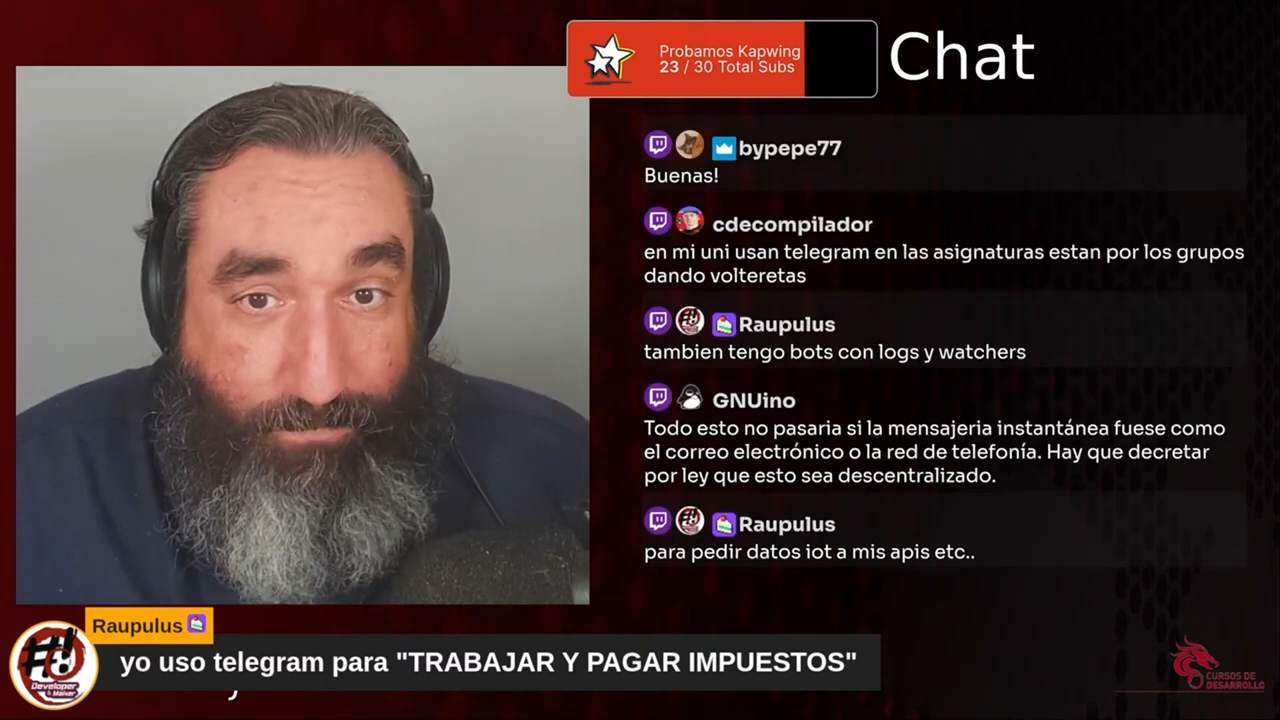 Probamos Kapwing
23 / 30 Total Subs
Chat
bypepe77
Buenas!
cdecompilador
en mi uni usan telegram en las asignaturas estan por los grupos
dando volteretas
Raupulus
tambien tengo bots con logs y watchers
GNUino
Todo esto no pasaria si la mensajeria instantánea fuese como
el correo electrónico o la red de telefonía. Hay que decretar
por ley que esto sea descentralizado.
Raupulus
para pedir datos iot a mis apis etc..
Raupulus
yo uso telegram para "TRABAJAR Y PAGAR IMPUESTOS"
Developer
& Maker
CURSOS DE
DESARROLLO